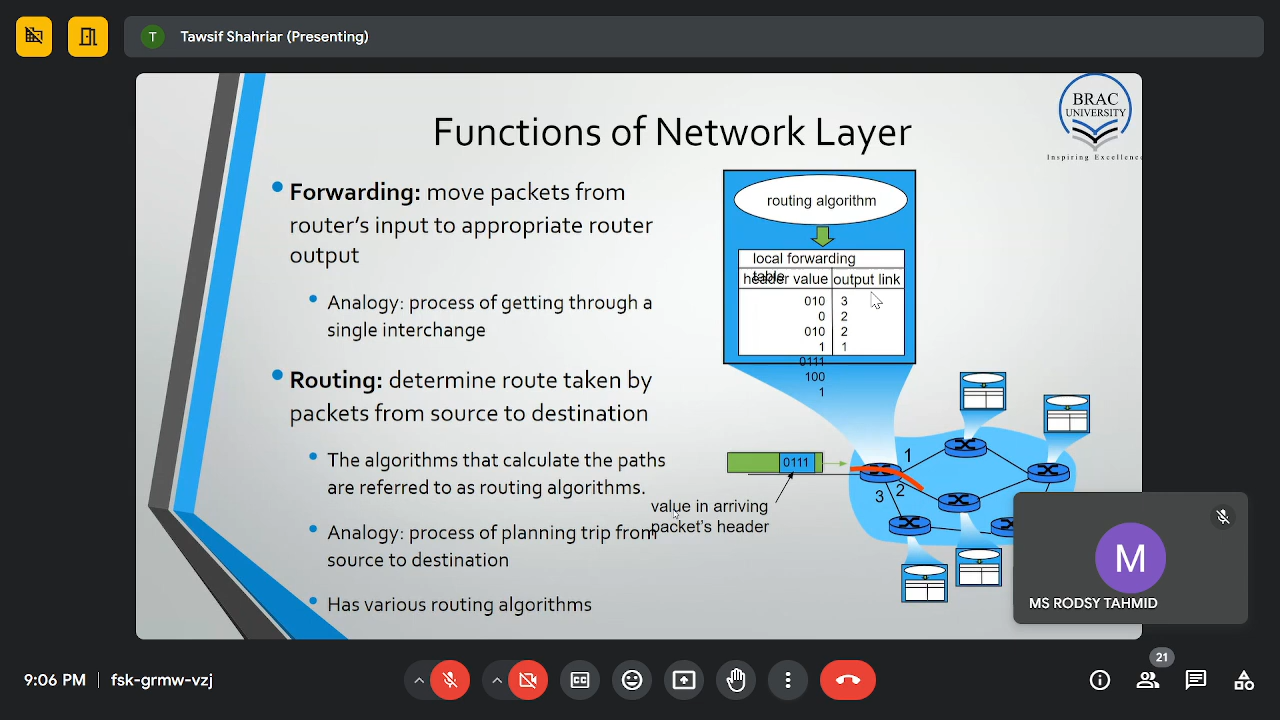 T
Tawsif Shahriar (Presenting)
BRAC
UNIVERSITY
Inspiring Excellence
Functions of Network Layer
Forwarding: move packets from
router’s input to appropriate router
output
Analogy: process of getting through a
single interchange
Routing: determine route taken by
packets from source to destination
The algorithms that calculate the paths
are referred to as routing algorithms.
Analogy: process of planning trip from
source to destination
Has various routing algorithms
routing algorithm
local forwarding
table
header value output link
010 3
0 2
010 2
1 1
0111
100
1
0111
1
2
3
value in arriving
packet’s header
M
MS RODSY TAHMID
9:06 PM fsk-grmw-vzj
21